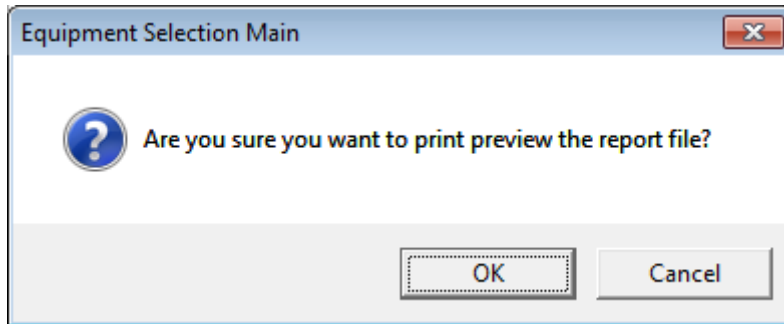 Equipment Selection Main
Are you sure you want to print preview the report file?
OK
Cancel